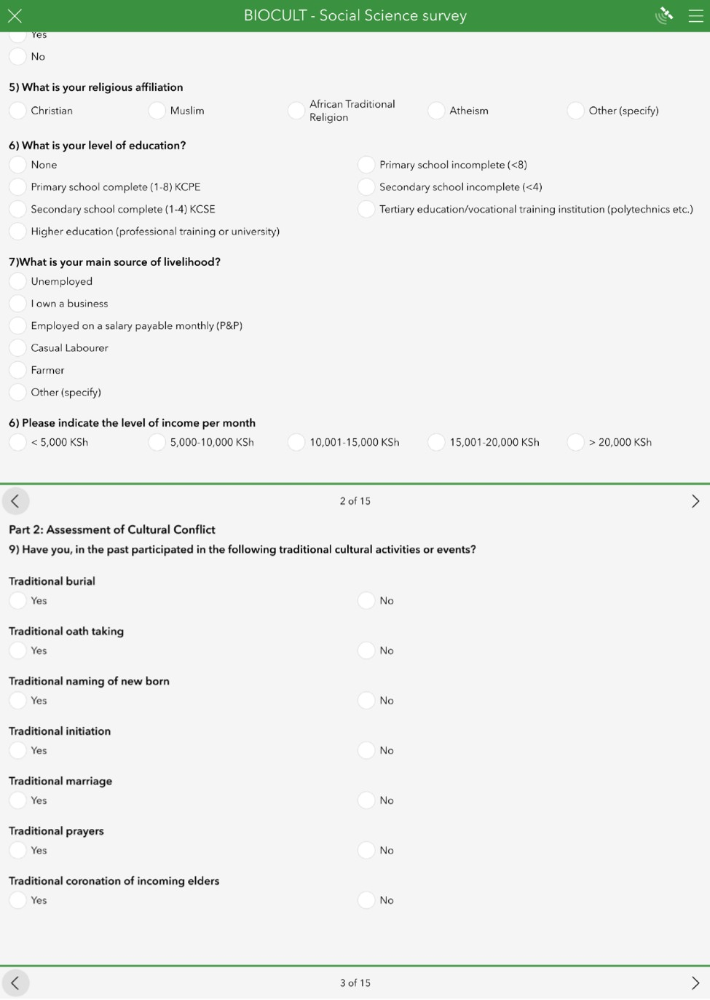 BIOCULT - Social Science survey
Yes
No
5) What is your religious affiliation
Christian Muslim African Traditional Religion Atheism Other (specify)
6) What is your level of education?
None Primary school incomplete (<8)
Primary school complete (1-8) KCPE Secondary school incomplete (<4)
Secondary school complete (1-4) KCSE Tertiary education/vocational training institution (polytechnics etc.)
Higher education (professional training or university)
7)What is your main source of livelihood?
Unemployed
I own a business
Employed on a salary payable monthly (P&P)
Casual Labourer
Farmer
Other (specify)
6) Please indicate the level of income per month
< 5,000 KSh 5,000-10,000 KSh 10,001-15,000 KSh 15,001-20,000 KSh > 20,000 KSh
2 of 15
Part 2: Assessment of Cultural Conflict
9) Have you, in the past participated in the following traditional cultural activities or events?
Traditional burial
Yes No
Traditional oath taking
Yes No
Traditional naming of new born
Yes No
Traditional initiation
Yes No
Traditional marriage
Yes No
Traditional prayers
Yes No
Traditional coronation of incoming elders
Yes No
3 of 15